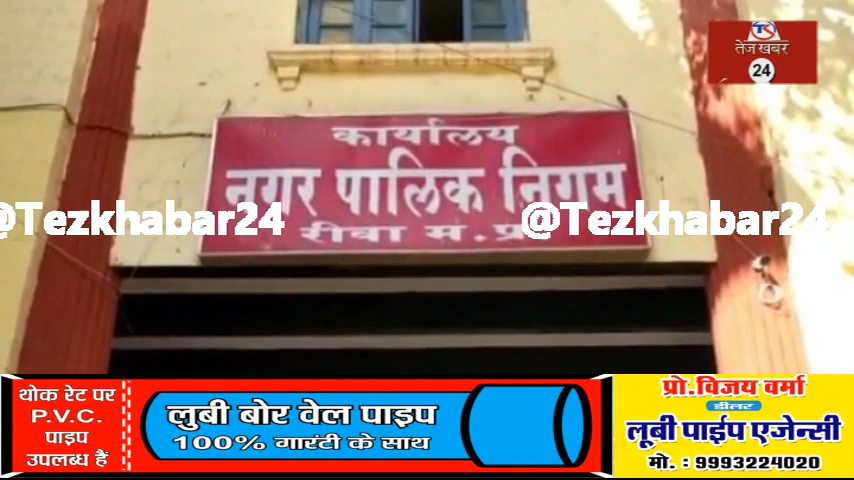 तेज खबर
24
कार्यालय
नगर पालिक निगम
रीवा म. प्र
@Tezkhabar24 @Tezkhabar24
थोक रेट पर
P.V.C.
पाइप
उपलब्ध हैं
लुबी बोर वेल पाइप
100% गारंटी के साथ
प्रो.विजय वर्मा
डीलर
लूबी पाईप एजेन्सी
मो. : 9993224020